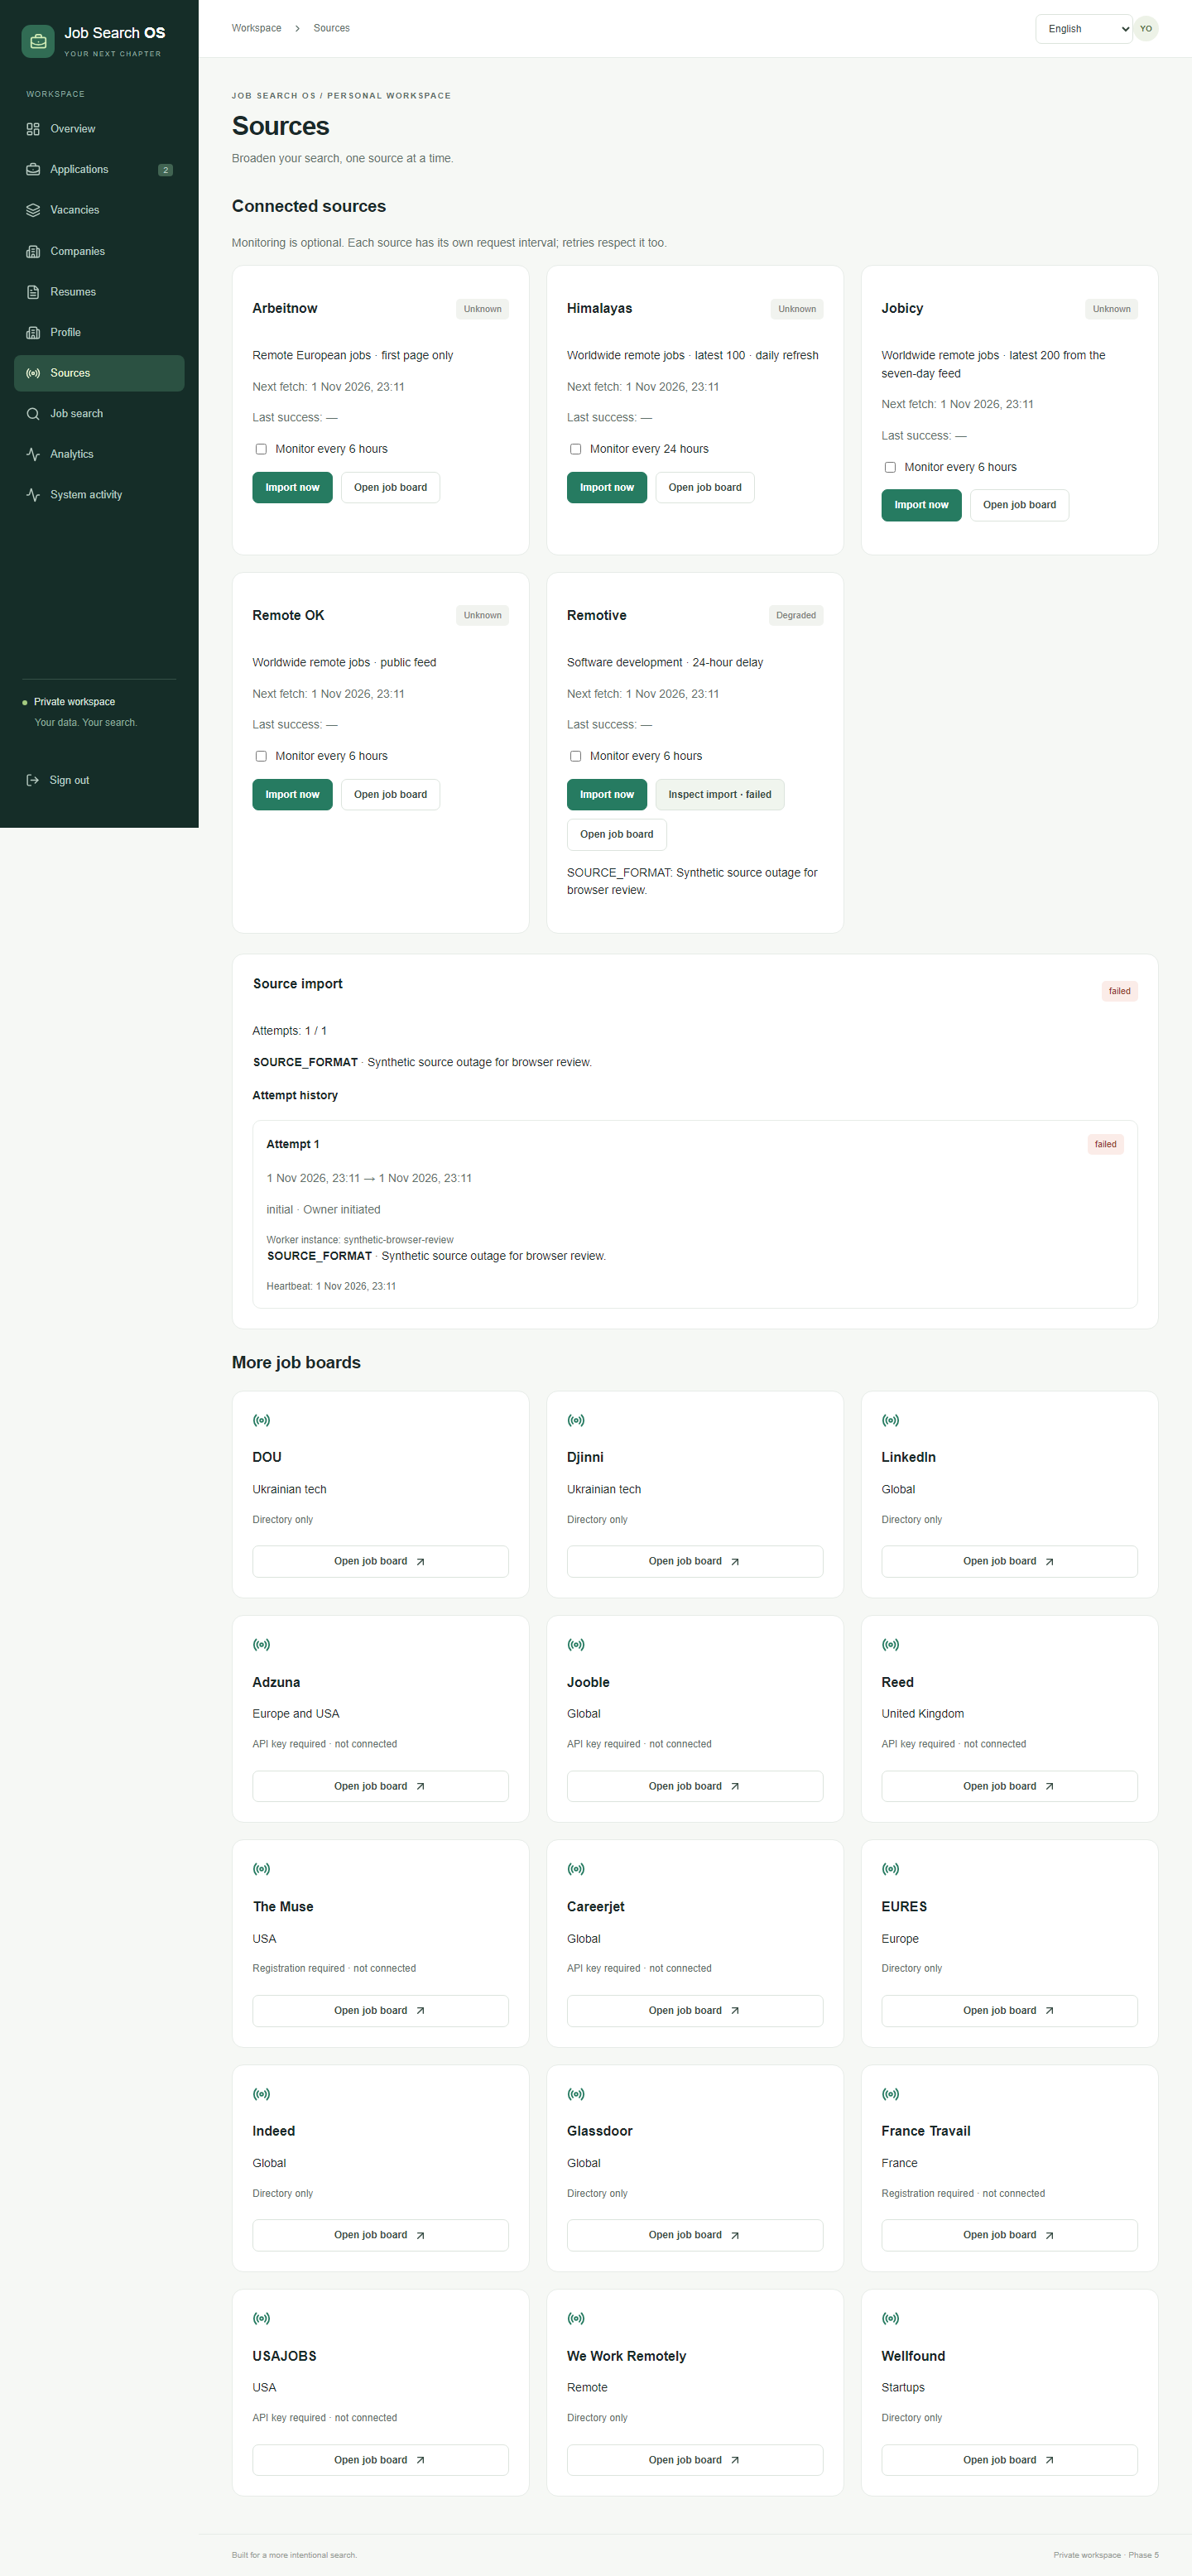 Job Search OS
YOUR NEXT CHAPTER
WORKSPACE
Overview
Applications
2
Vacancies
Companies
Resumes
Profile
Sources
Job search
Analytics
System activity
Private workspace
Your data. Your search.
Sign out
Workspace
Sources
English
YO
JOB SEARCH OS / PERSONAL WORKSPACE
Sources
Broaden your search, one source at a time.
Connected sources
Monitoring is optional. Each source has its own request interval; retries respect it too.
Arbeitnow
Unknown
Remote European jobs · first page only
Next fetch: 1 Nov 2026, 23:11
Last success: —
Monitor every 6 hours
Import now
Open job board
Himalayas
Unknown
Worldwide remote jobs · latest 100 · daily refresh
Next fetch: 1 Nov 2026, 23:11
Last success: —
Monitor every 24 hours
Import now
Open job board
Jobicy
Unknown
Worldwide remote jobs · latest 200 from the
seven-day feed
Next fetch: 1 Nov 2026, 23:11
Last success: —
Monitor every 6 hours
Import now
Open job board
Remote OK
Unknown
Worldwide remote jobs · public feed
Next fetch: 1 Nov 2026, 23:11
Last success: —
Monitor every 6 hours
Import now
Open job board
Remotive
Degraded
Software development · 24-hour delay
Next fetch: 1 Nov 2026, 23:11
Last success: —
Monitor every 6 hours
Import now
Inspect import · failed
Open job board
SOURCE_FORMAT: Synthetic source outage for
browser review.
Source import
failed
Attempts: 1 / 1
SOURCE_FORMAT · Synthetic source outage for browser review.
Attempt history
Attempt 1
failed
1 Nov 2026, 23:11 → 1 Nov 2026, 23:11
initial · Owner initiated
Worker instance: synthetic-browser-review
SOURCE_FORMAT · Synthetic source outage for browser review.
Heartbeat: 1 Nov 2026, 23:11
More job boards
DOU
Ukrainian tech
Directory only
Open job board
Djinni
Ukrainian tech
Directory only
Open job board
LinkedIn
Global
Directory only
Open job board
Adzuna
Europe and USA
API key required · not connected
Open job board
Jooble
Global
API key required · not connected
Open job board
Reed
United Kingdom
API key required · not connected
Open job board
The Muse
USA
Registration required · not connected
Open job board
Careerjet
Global
API key required · not connected
Open job board
EURES
Europe
Directory only
Open job board
Indeed
Global
Directory only
Open job board
Glassdoor
Global
Directory only
Open job board
France Travail
France
Registration required · not connected
Open job board
USAJOBS
USA
API key required · not connected
Open job board
We Work Remotely
Remote
Directory only
Open job board
Wellfound
Startups
Directory only
Open job board
Built for a more intentional search.
Private workspace · Phase 5